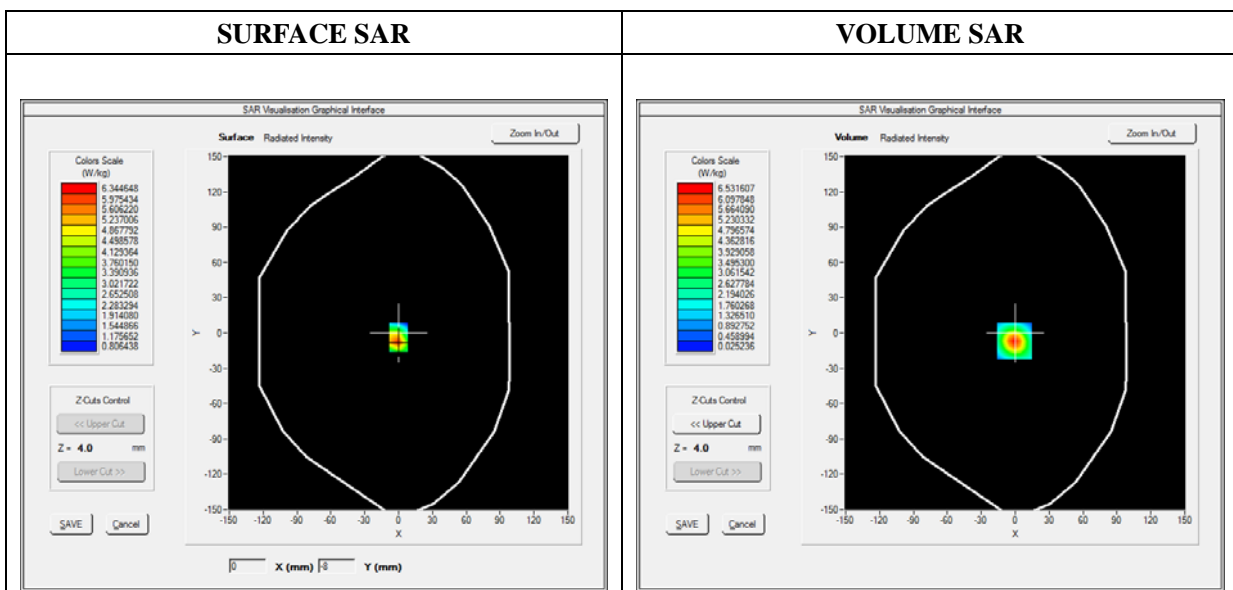 SURFACE SAR
VOLUME SAR
SAR Visualisation Graphical Interface
Surface Radiated Intensity
Zoom In/Out
Colors Scale
(W/kg)
6.344648
5.975434
5.606220
5.237006
4.867792
4.498578
4.129364
3.760150
3.390936
3.021722
2.652508
2.283294
1.914080
1.544866
1.175652
0.806438
Z-Cuts Control
<< Upper Cut
Z = 4.0 mm
Lower Cut >>
SAVE Cancel
150
120
90
60
30
0
-30
-60
-90
-120
-150
Y
-150 -120 -90 -60 -30 0 30 60 90 120 150
X
0 X (mm) -8 Y (mm)
SAR Visualisation Graphical Interface
Volume Radiated Intensity
Zoom In/Out
Colors Scale
(W/kg)
6.531607
6.097848
5.664090
5.230332
4.796574
4.362816
3.929058
3.495300
3.061542
2.627784
2.194026
1.760268
1.326510
0.892752
0.458994
0.025236
Z-Cuts Control
<< Upper Cut
Z = 4.0 mm
Lower Cut >>
SAVE Cancel
150
120
90
60
30
0
-30
-60
-90
-120
-150
Y
-150 -120 -90 -60 -30 0 30 60 90 120 150
X